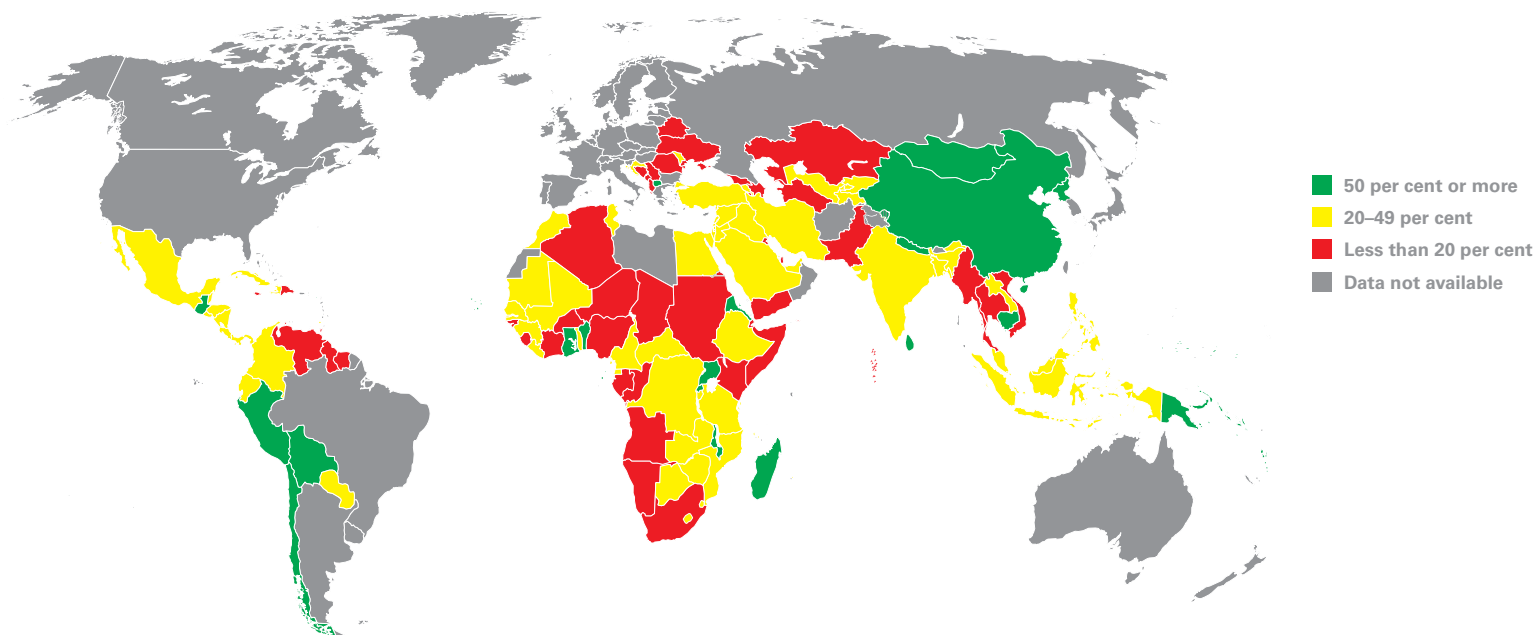 50 per cent or more
20–49 per cent
Less than 20 per cent
Data not available